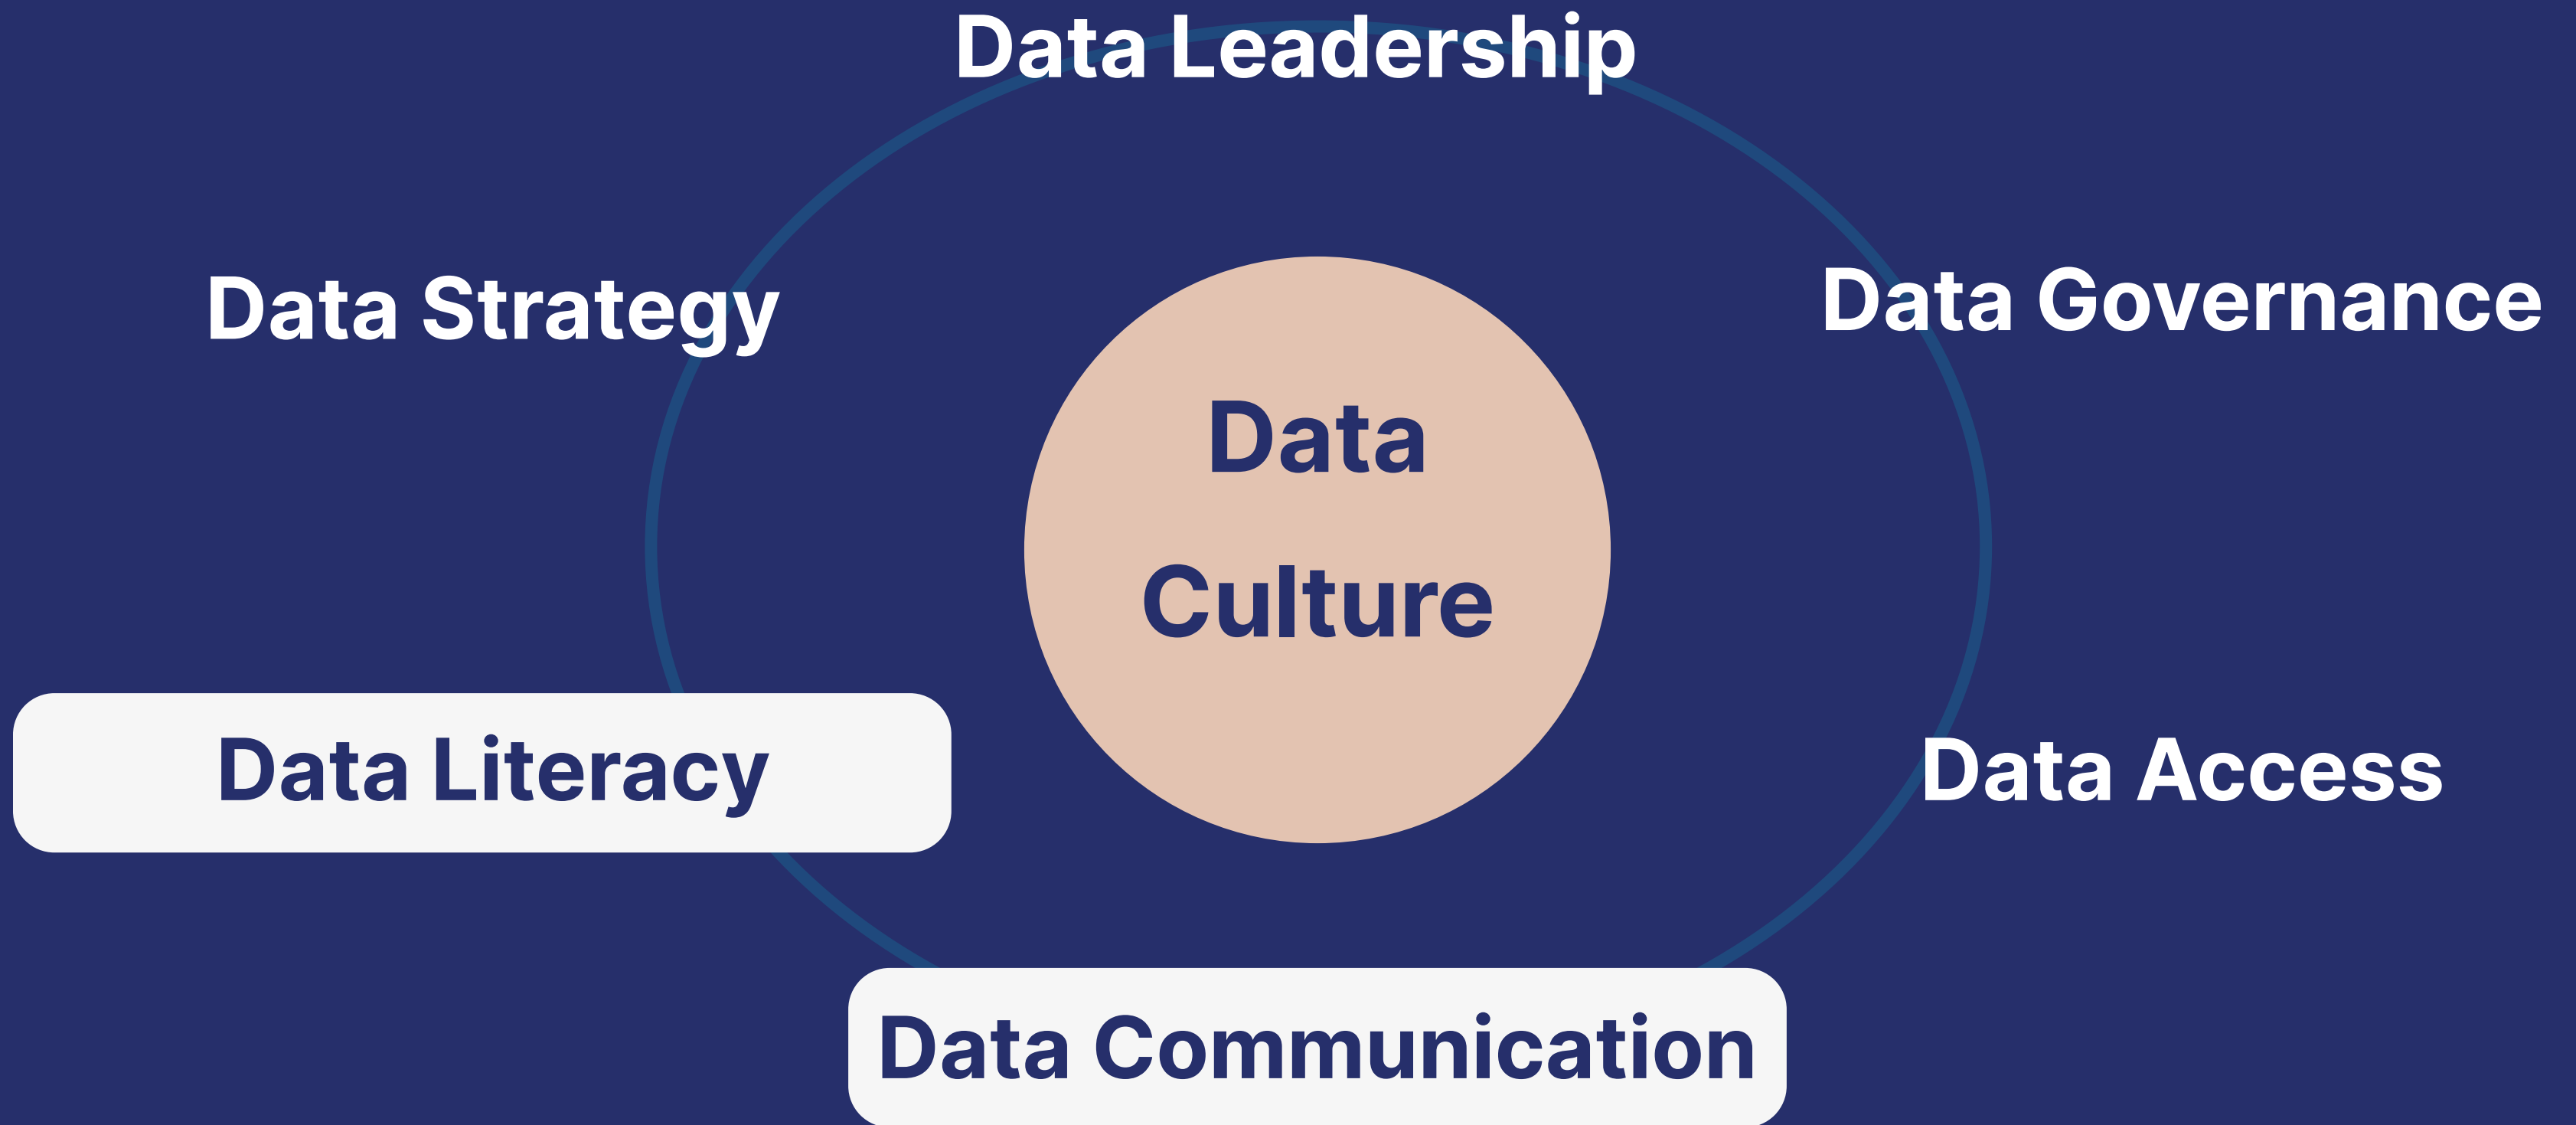 Data Leadership
Data Strategy
Data Governance
Data
Culture
Data Literacy
Data Access
Data Communication